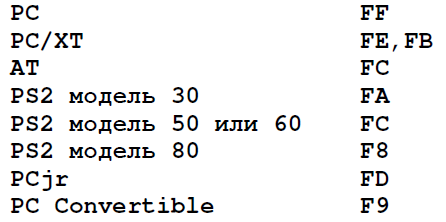 PC FF
PC/XT FE,FB
AT FC
PS2 модель 30 FA
PS2 модель 50 или 60 FC
PS2 модель 80 F8
PCjr FD
PC Convertible F9